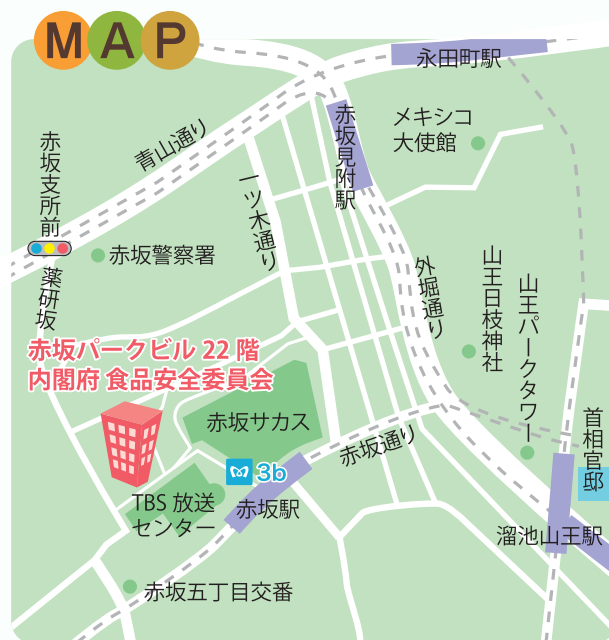 MAP
永田町駅
赤坂見附駅
メキシコ
大使館
青山通り
赤坂支所前
一ツ木通り
赤坂警察署
薬研坂
外堀通り
山王日枝神社
山王パークタワー
赤坂パークビル 22 階
内閣府 食品安全委員会
赤坂サカス
赤坂通り
首相官邸
3b
TBS 放送
センター
赤坂駅
溜池山王駅
赤坂五丁目交番